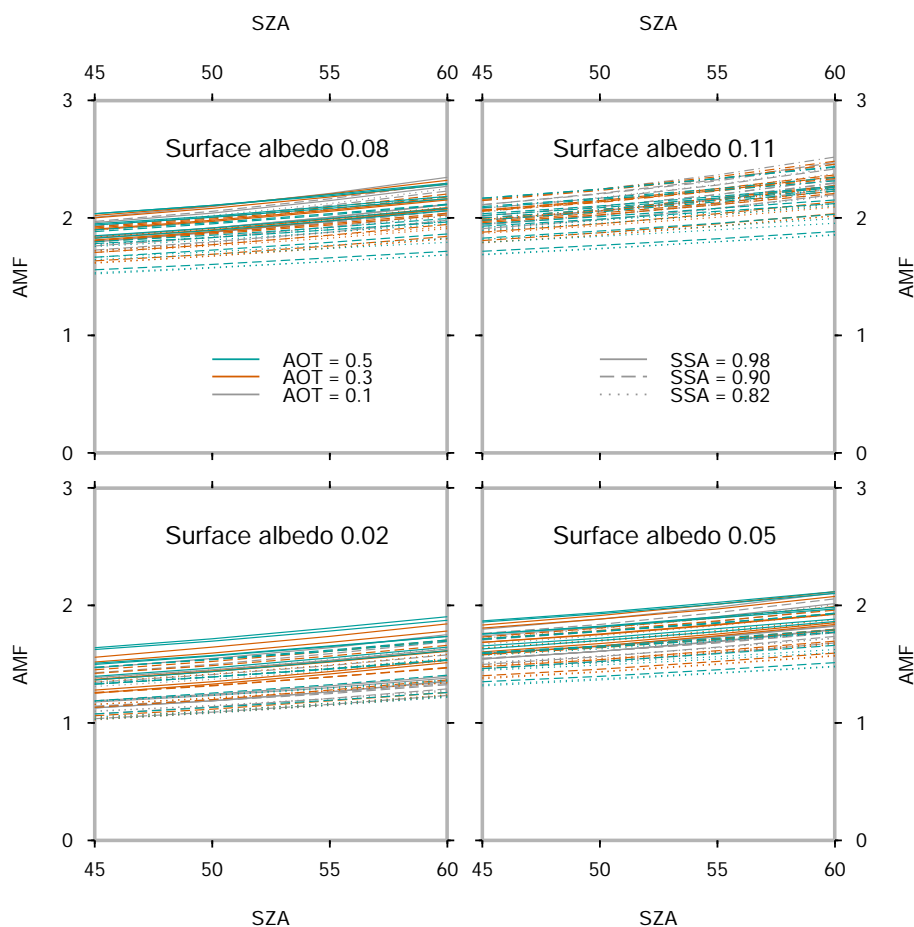 SZA SZA
45 50 55 60 45 50 55 60
3 3
Surface albedo 0.08 Surface albedo 0.11
2 2
AMF AMF
1 1
AOT = 0.5 SSA = 0.98
AOT = 0.3 SSA = 0.90
AOT = 0.1 SSA = 0.82
0 0
3 3
Surface albedo 0.02 Surface albedo 0.05
2 2
AMF AMF
1 1
0 0
45 50 55 60 45 50 55 60
SZA SZA